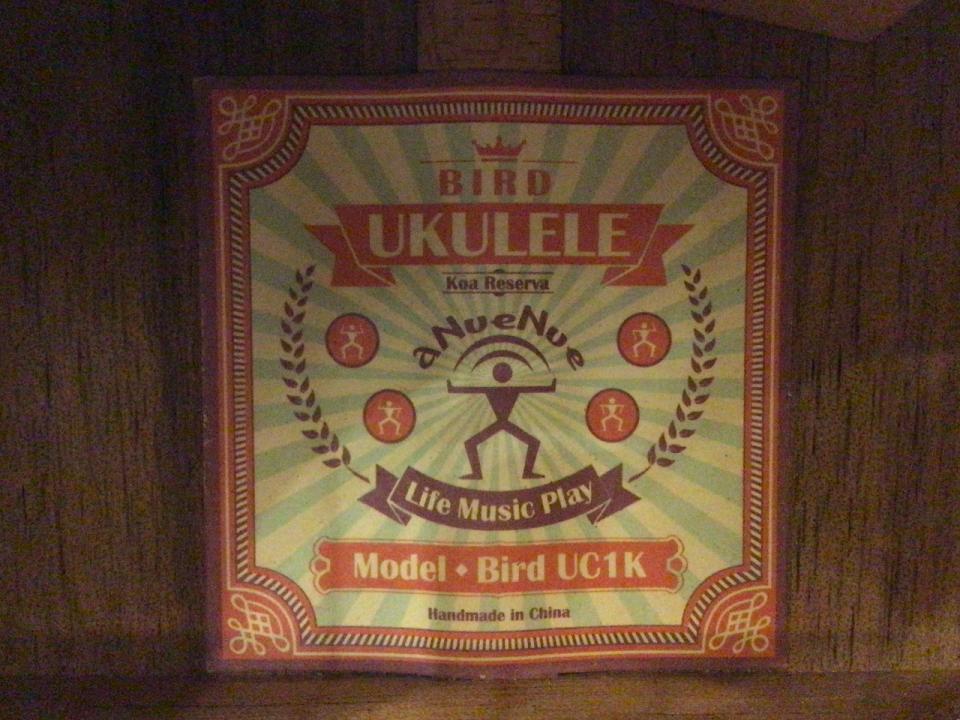 BIRD
UKULELE
Koa Reserva
aNueNue
Life Music Play
Model • Bird UC1K
Handmade in China